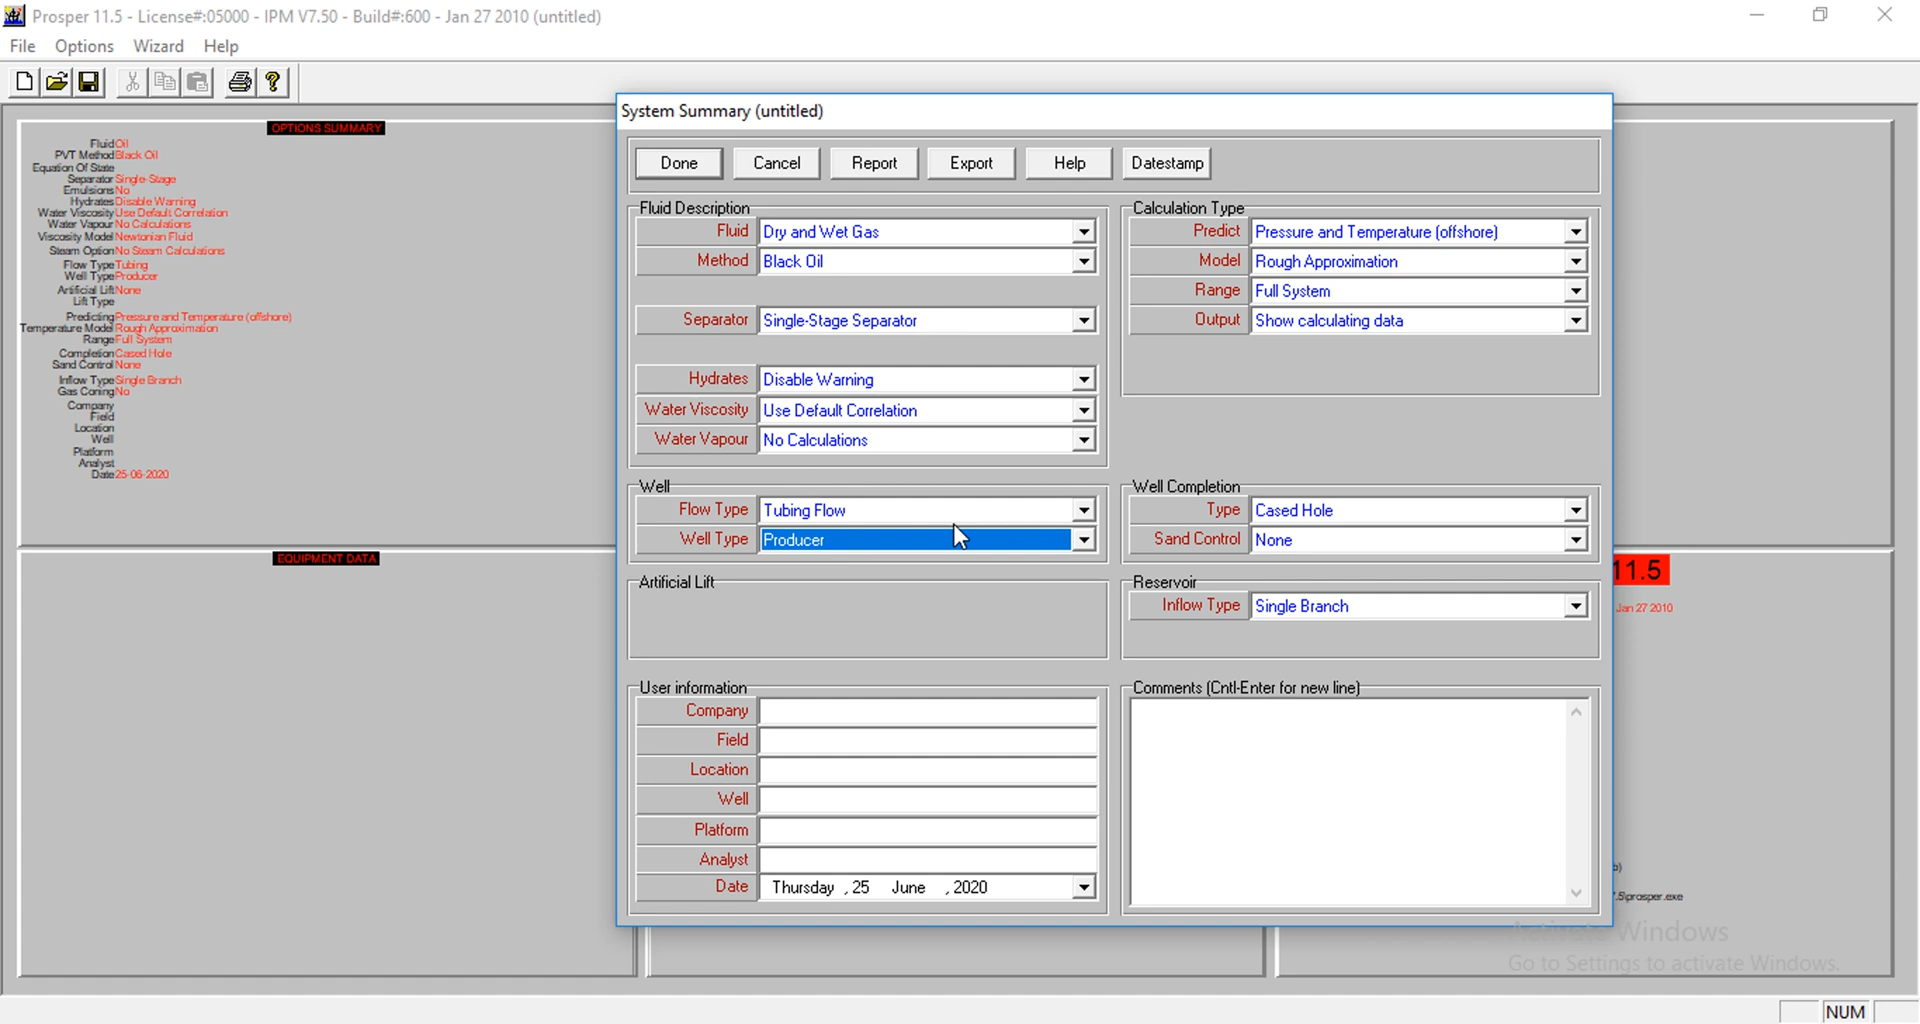 Prosper 11.5 - License#:05000 - IPM V7.50 - Build#:600 - Jan 27 2010 (untitled)
File Options Wizard Help
OPTIONS SUMMARY
Fluid Oil
PVT Method Black Oil
Equation Of State
Separator Single-Stage
Emulsions No
Hydrates Disable Warning
Water Viscosity Use Default Correlation
Water Vapour No Calculations
Viscosity Model Newtonian Fluid
Steam Option No Steam Calculations
Flow Type Tubing
Well Type Producer
Artificial Lift None
Lift Type
Predicting Pressure and Temperature (offshore)
Temperature Model Rough Approximation
Range Full System
Completion Cased Hole
Sand Control None
Inflow Type Single Branch
Gas Coning No
Company
Field
Location
Well
Platform
Analyst
Date 25-06-2020
EQUIPMENT DATA
System Summary (untitled)
Done Cancel Report Export Help Datestamp
Fluid Description
Fluid Dry and Wet Gas
Method Black Oil
Separator Single-Stage Separator
Hydrates Disable Warning
Water Viscosity Use Default Correlation
Water Vapour No Calculations
Calculation Type
Predict Pressure and Temperature (offshore)
Model Rough Approximation
Range Full System
Output Show calculating data
Well
Flow Type Tubing Flow
Well Type Producer
Well Completion
Type Cased Hole
Sand Control None
Artificial Lift
Reservoir
Inflow Type Single Branch
User information
Company
Field
Location
Well
Platform
Analyst
Date Thursday , 25 June , 2020
Comments (Cntl-Enter for new line)
11.5
Jan 27 2010
.5\prosper.exe
Activate Windows
Go to Settings to activate Windows.
NUM